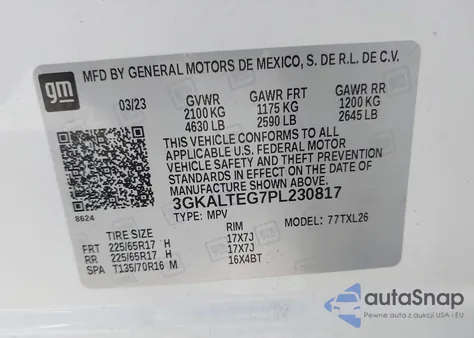 gm
MFD BY GENERAL MOTORS DE MEXICO, S. DE R.L. DE C.V.
03/23 GVWR GAWR FRT GAWR RR
2100 KG 1175 KG 1200 KG
4630 LB 2590 LB 2645 LB
THIS VEHICLE CONFORMS TO ALL
APPLICABLE U.S. FEDERAL MOTOR
VEHICLE SAFETY AND THEFT PREVENTION
STANDARDS IN EFFECT ON THE DATE OF
MANUFACTURE SHOWN ABOVE.
8624 3GKALTEG7PL230817
TYPE: MPV MODEL: 77TXL26
TIRE SIZE RIM
FRT 225/65R17 H 17X7J
RR 225/65R17 H 17X7J
SPA T135/70R16 M 16X4BT
autoSnap
Pewne auta z aukcji USA i EU